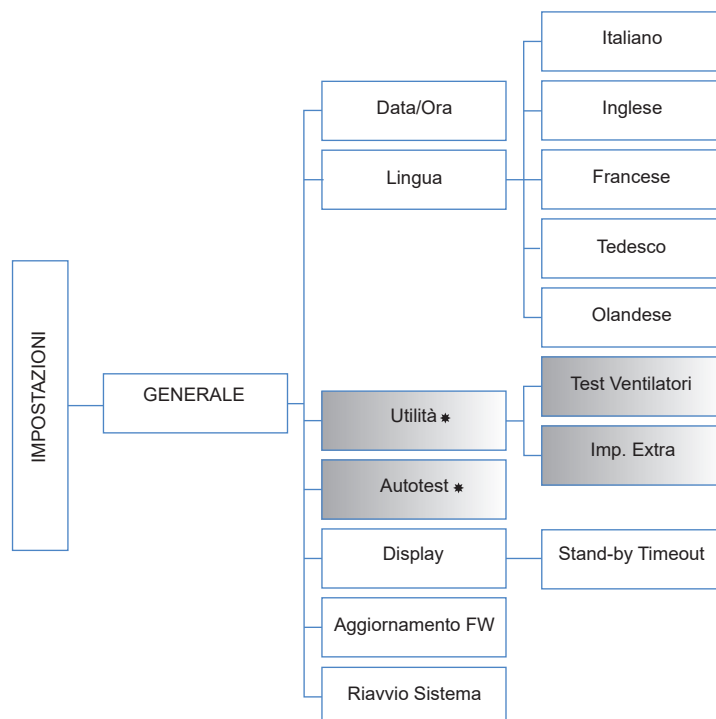 IMPOSTAZIONI
GENERALE
Data/Ora
Lingua
Italiano
Inglese
Francese
Tedesco
Olandese
Utilità ✷
Test Ventilatori
Imp. Extra
Autotest ✷
Display
Stand-by Timeout
Aggiornamento FW
Riavvio Sistema